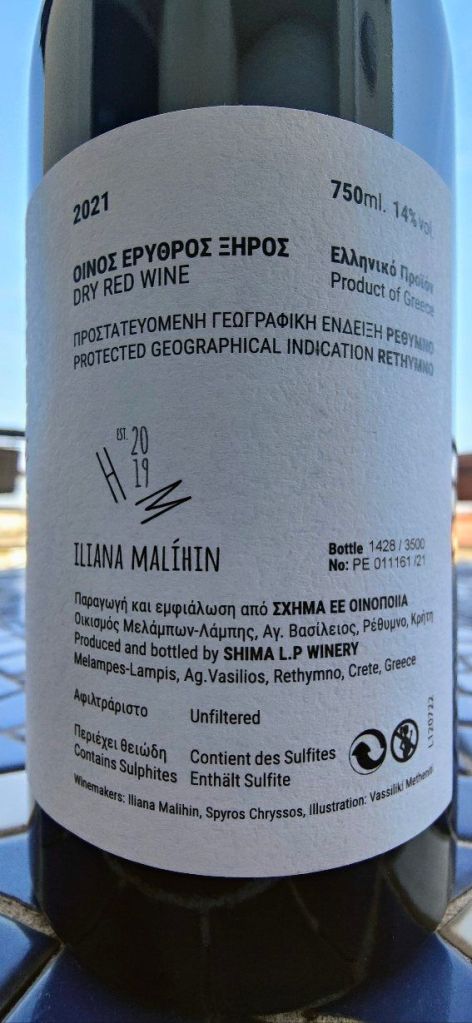 2021
750ml. 14% vol
ΟΙΝΟΣ ΕΡΥΘΡΟΣ ΞΗΡΟΣ
DRY RED WINE
Ελληνικό Προϊόν
Product of Greece
ΠΡΟΣΤΑΤΕΥΟΜΕΝΗ ΓΕΩΓΡΑΦΙΚΗ ΕΝΔΕΙΞΗ ΡΕΘΥΜΝΟ
PROTECTED GEOGRAPHICAL INDICATION RETHYMNO
EST. 20
19
ILIANA MALÍHIN
Bottle 1428 / 3500
No: PE 011161 /21
Παραγωγή και εμφιάλωση από ΣΧΗΜΑ ΕΕ ΟΙΝΟΠΟΙΙΑ
Οικισμός Μελάμπων-Λάμπης, Αγ. Βασίλειος, Ρέθυμνο, Κρήτη
Produced and bottled by SHIMA L.P WINERY
Melampes-Lampis, Ag.Vasilios, Rethymno, Crete, Greece
Αφιλτράριστο
Unfiltered
Περιέχει θειώδη
Contains Sulphites
Contient des Sulfites
Enthält Sulfite
L120722
Winemakers: Iliana Malihin, Spyros Chryssos, Illustration: Vassiliki